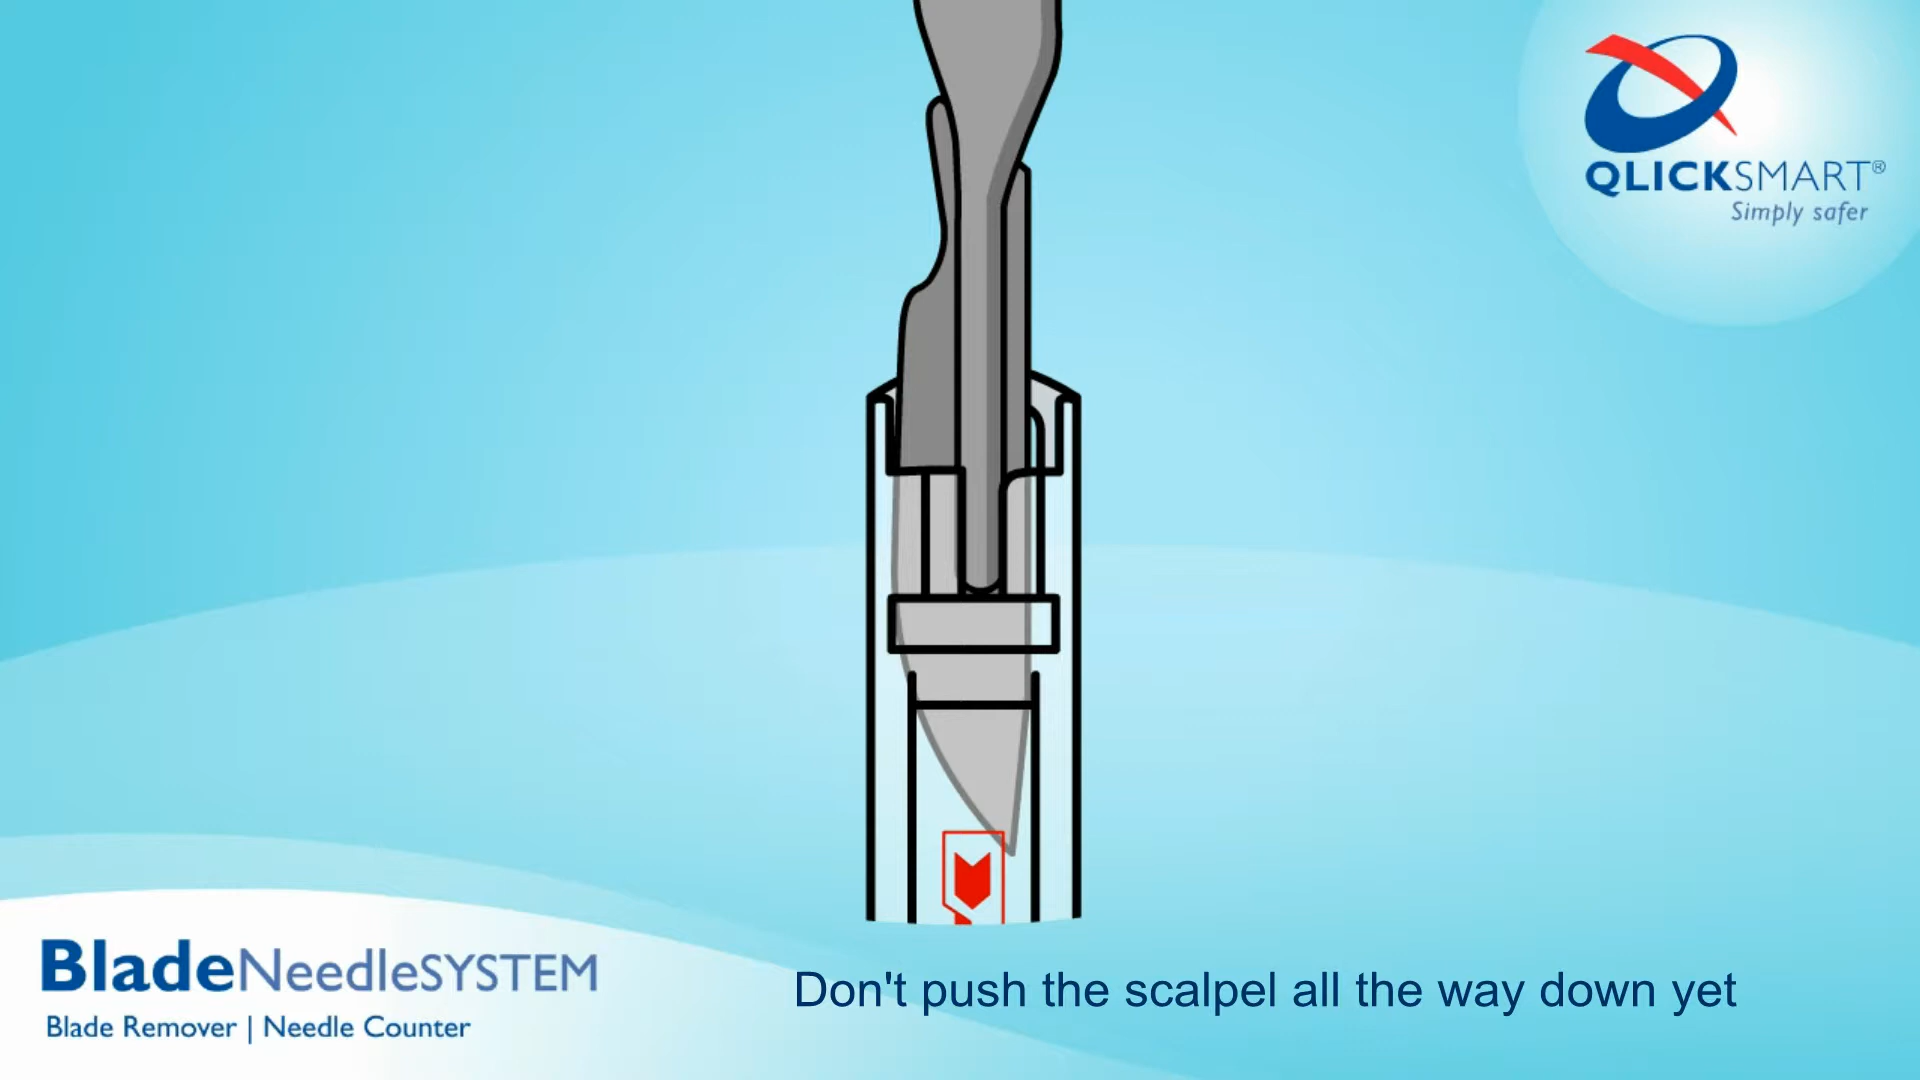 QLICKSMART®
Simply safer
BladeNeedleSYSTEM
Blade Remover | Needle Counter
Don't push the scalpel all the way down yet